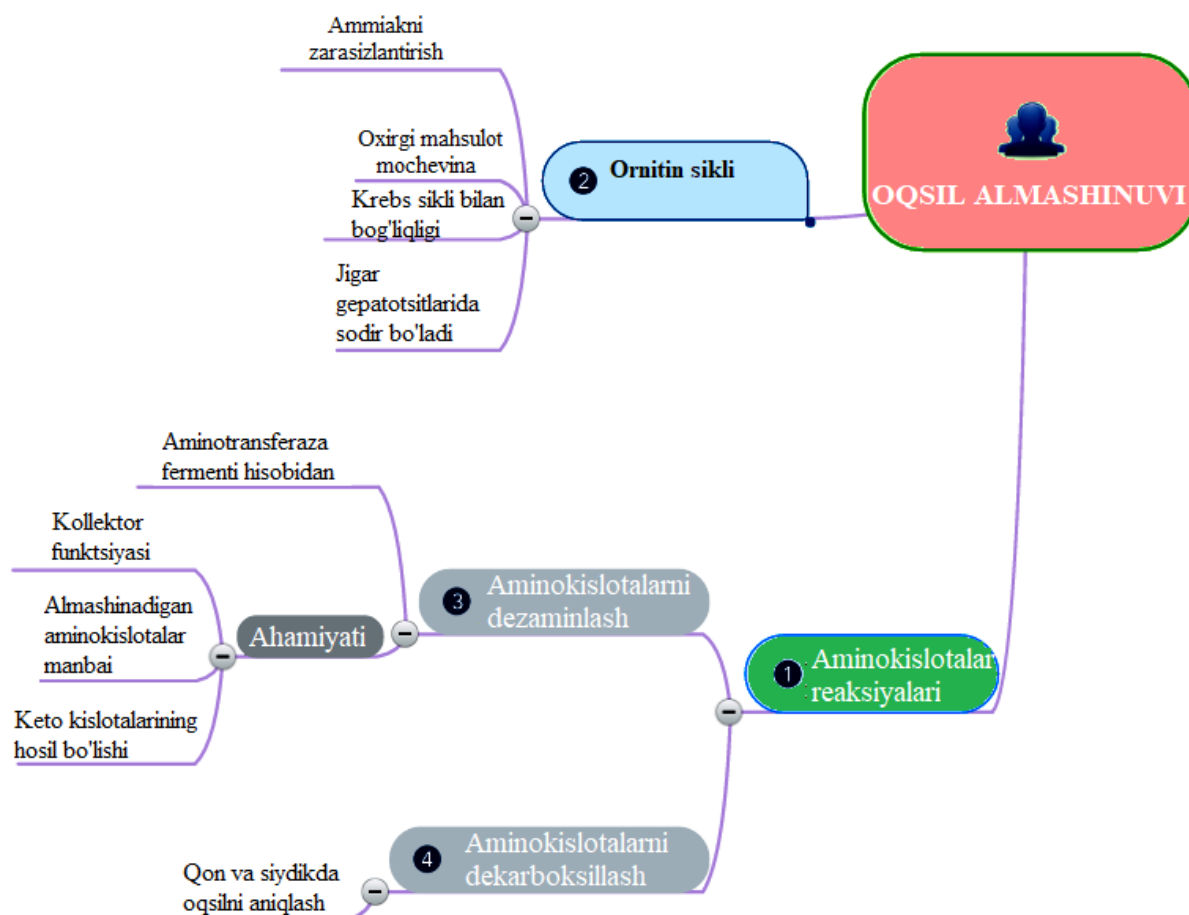 OQSIL ALMASHINUVI
2 Ornitin sikli
Ammiakni
zarasizlantirish
Oxirgi mahsulot
mochevina
Krebs sikli bilan
bog'liqligi
Jigar
gepatotsitlarida
sodir bo'ladi
1 Aminokislotalar
reaksiyalari
3 Aminokislotalarni
dezaminlash
Aminotransferaza
fermenti hisobidan
Ahamiyati
Kollektor
funktsiyasi
Almashinadigan
aminokislotalar
manbai
Keto kislotalarining
hosil bo'lishi
4 Aminokislotalarni
dekarboksillash
Qon va siydikda
oqsilni aniqlash